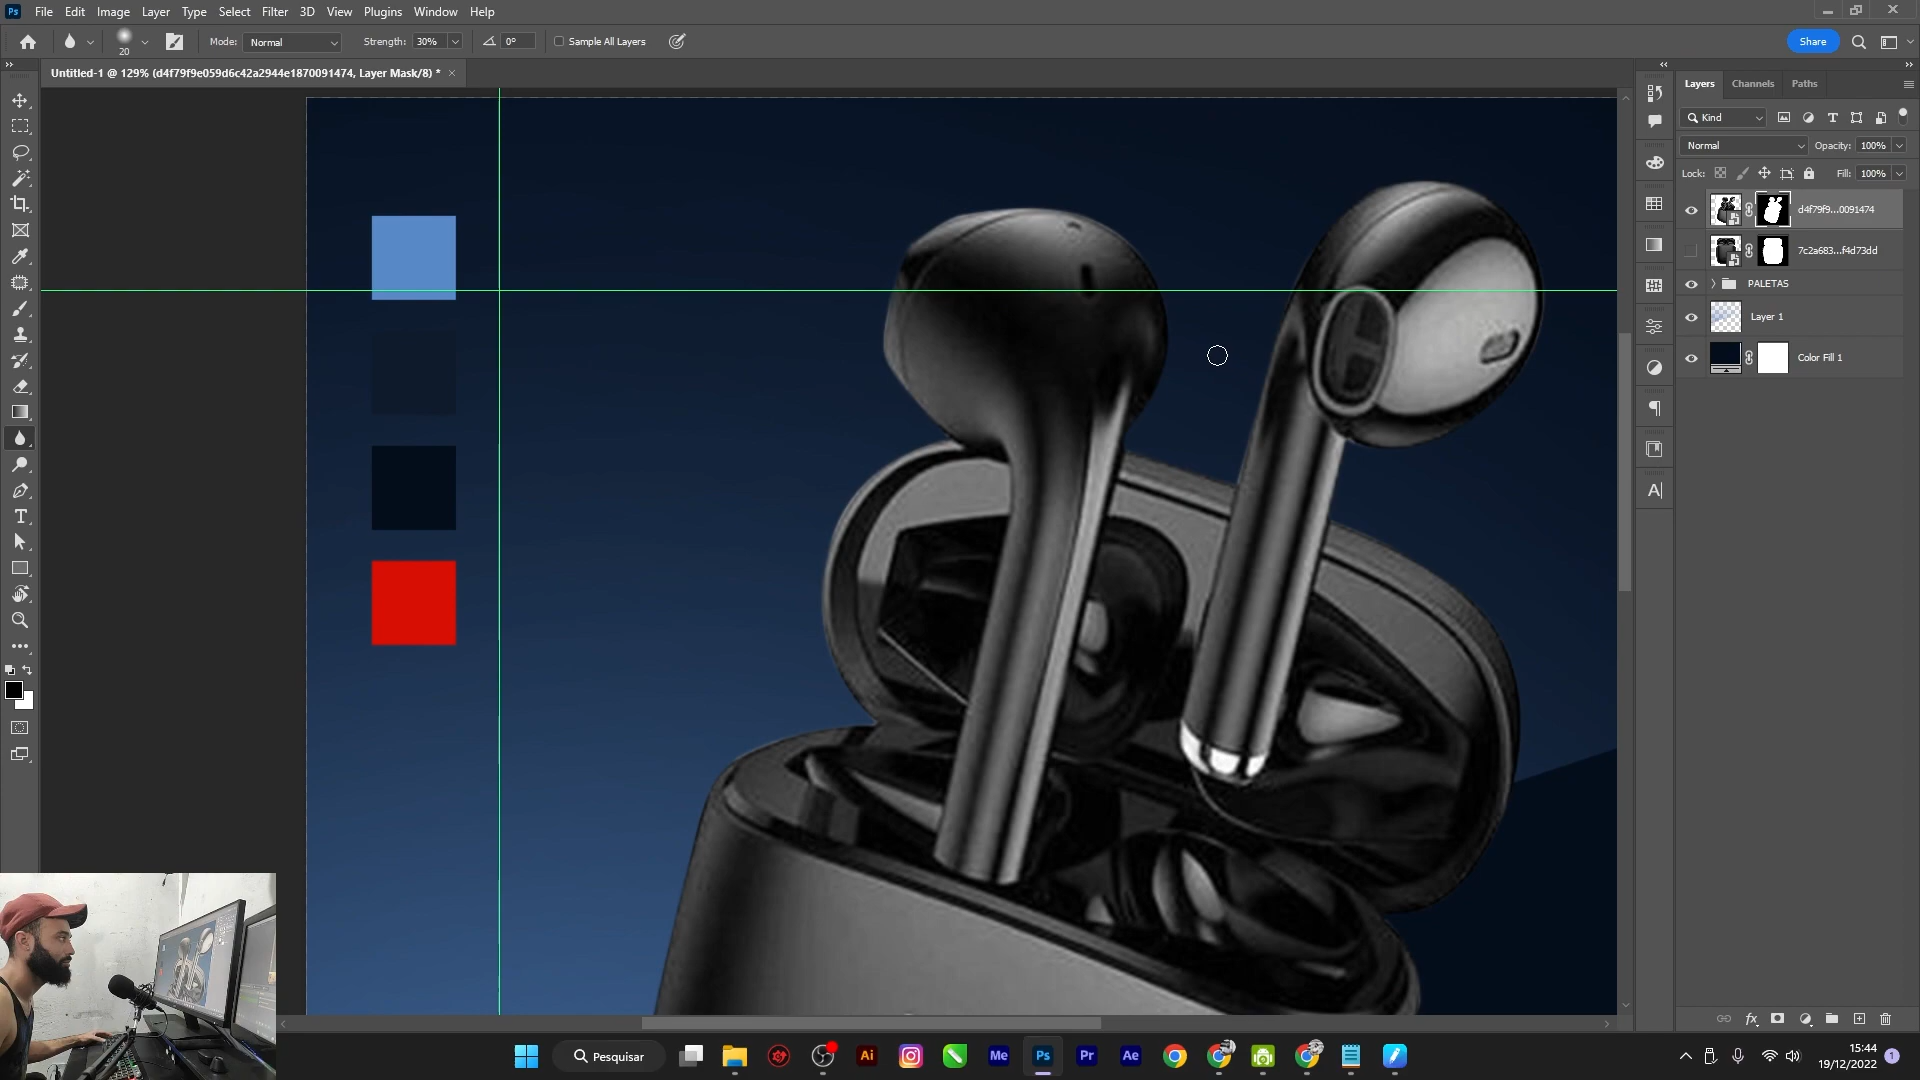 Ps File Edit Image Layer Type Select Filter 3D View Plugins Window Help
20 Mode: Normal Strength: 30% 0° Sample All Layers Share
Untitled-1 @ 129% (d4f79f9e059d6c42a2944e1870091474, Layer Mask/8) * ×
Layers Channels Paths
Kind
Normal Opacity: 100%
Lock: Fill: 100%
d4f79f9...0091474
7c2a683...f4d73dd
PALETAS
Layer 1
Color Fill 1
Pesquisar Ai Me Ps Pr Ae
15:44
19/12/2022 1